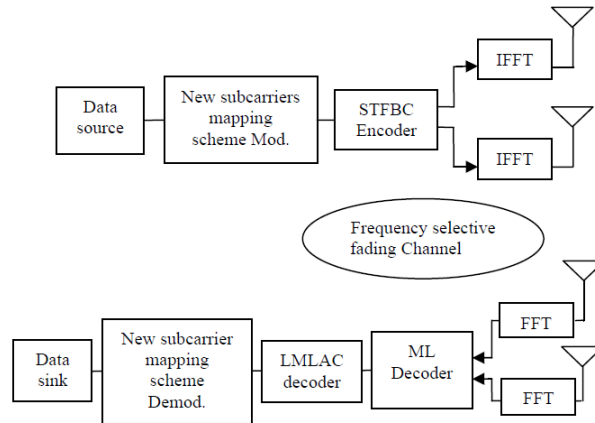 IFFT
Data
source
New subcarriers
mapping
scheme Mod.
STFBC
Encoder
IFFT
Frequency selective
fading Channel
Data
sink
New subcarrier
mapping
scheme
Demod.
LMLAC
decoder
ML
Decoder
FFT
FFT